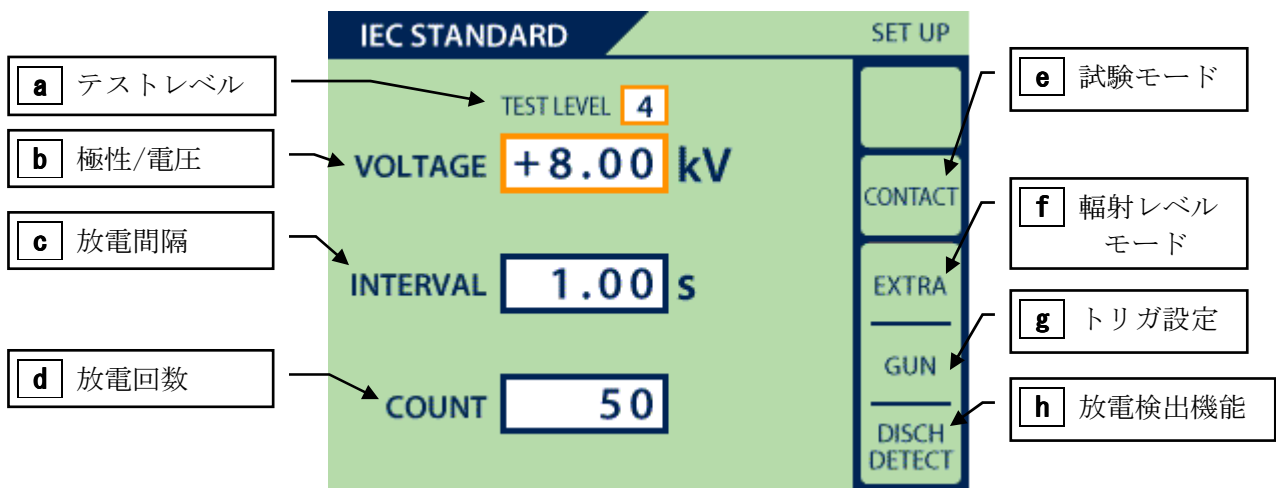 IEC STANDARD
SET UP
a テストレベル
TEST LEVEL 4
b 極性/電圧
VOLTAGE +8.00 kV
c 放電間隔
INTERVAL 1.00 s
d 放電回数
COUNT 50
e 試験モード
CONTACT
f 輻射レベル
モード
EXTRA
g トリガ設定
GUN
h 放電検出機能
DISCH
DETECT